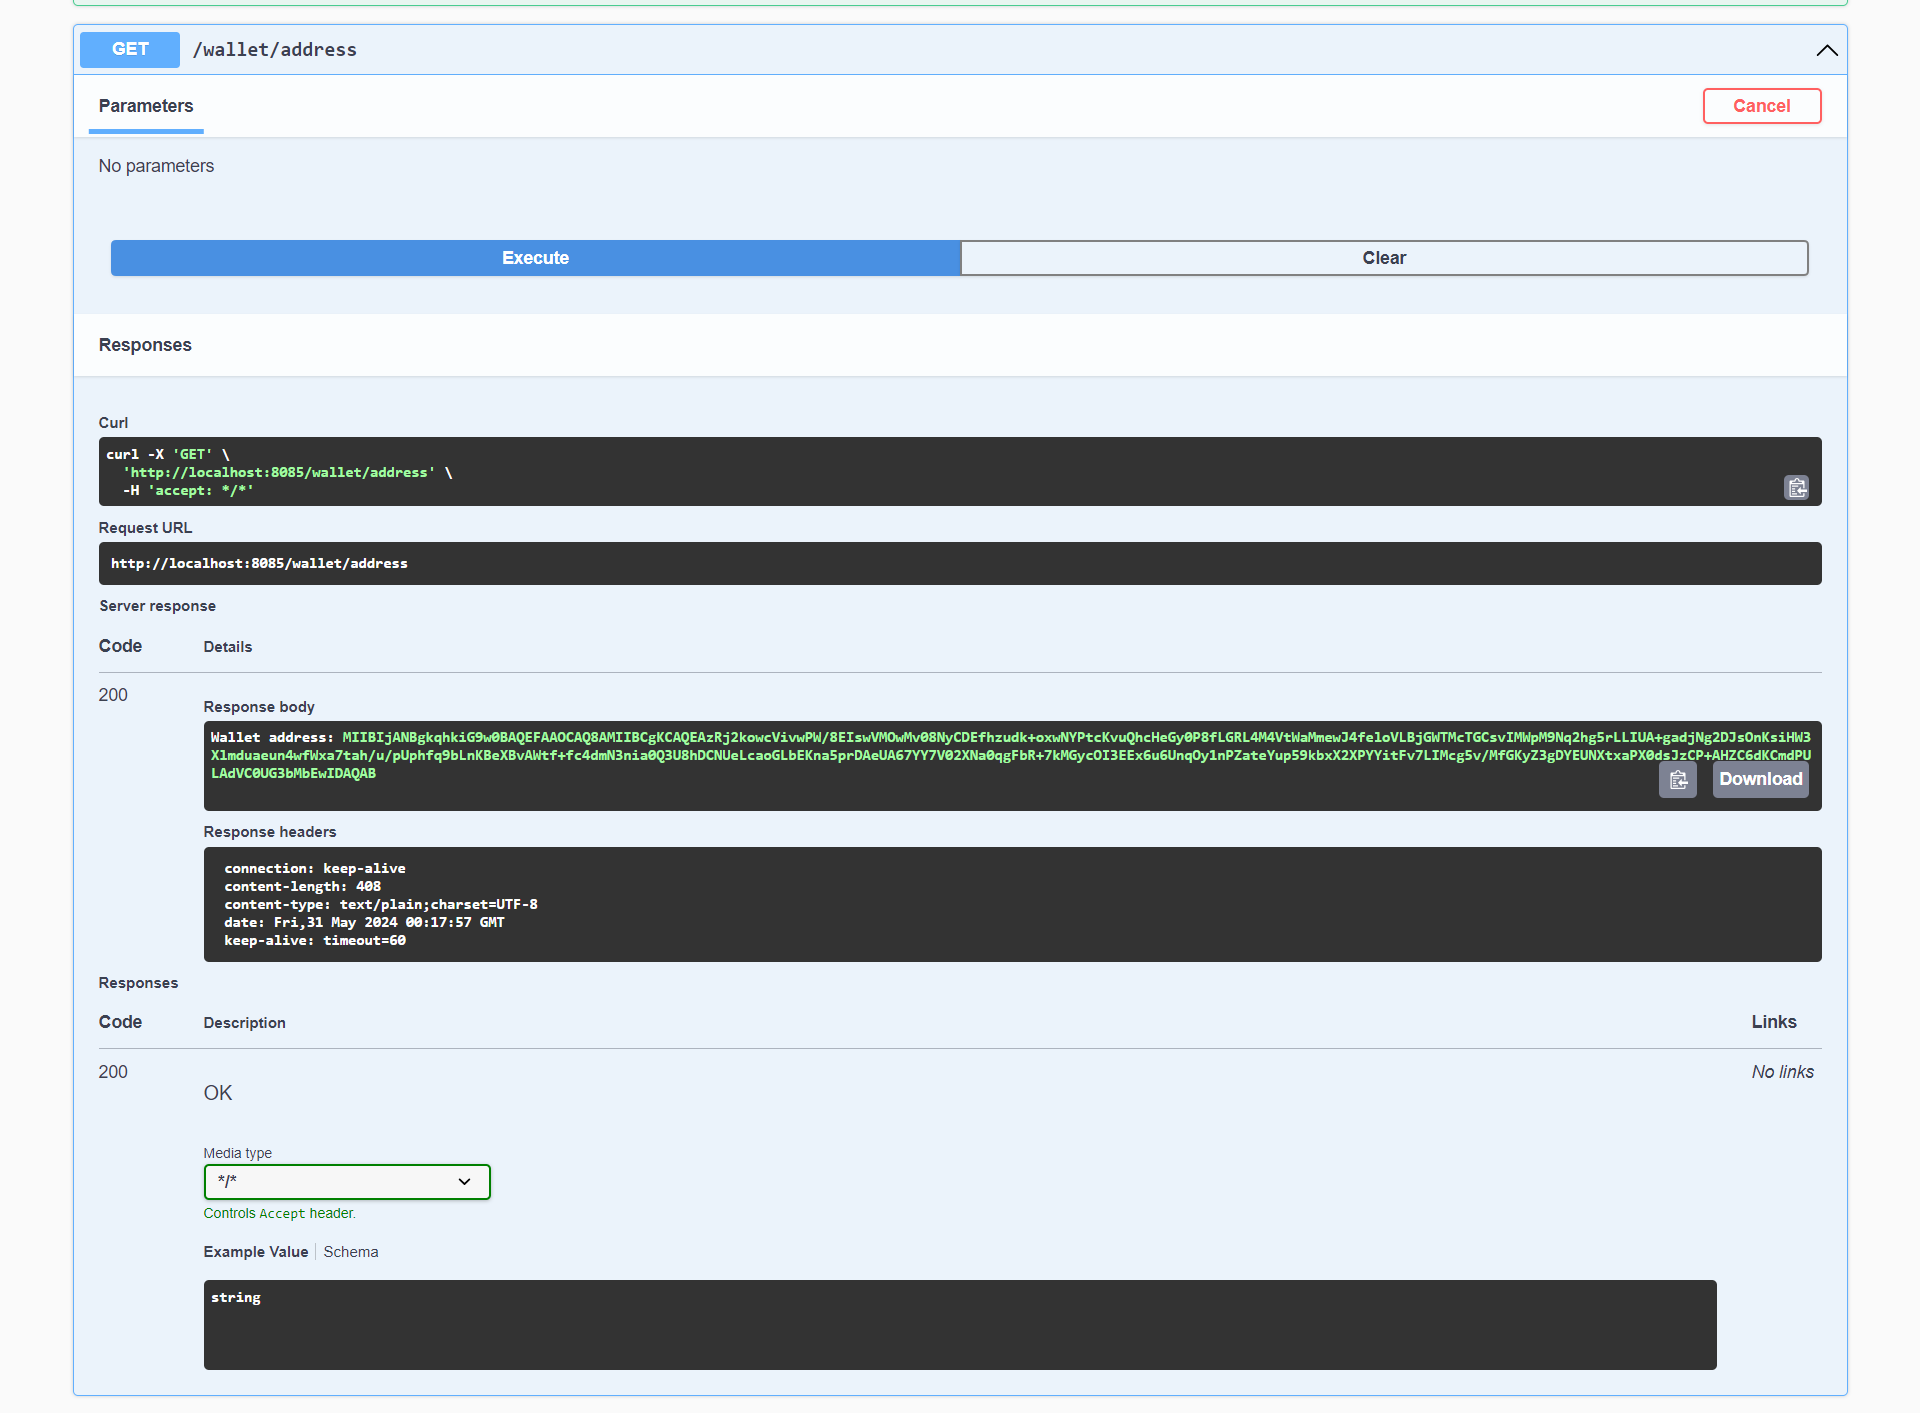 GET /wallet/address
Parameters
Cancel
No parameters
Execute
Clear
Responses
Curl
curl -X 'GET' \
'http://localhost:8085/wallet/address' \
-H 'accept: */*'
Request URL
http://localhost:8085/wallet/address
Server response
Code Details
200
Response body
Wallet address: MIIBIjANBgkqhkiG9w0BAQEFAAOCAQ8AMIIBCgKCAQEAzRj2kowcVivwPW/8EIswVMOwMv08NyCDEfhzudk+oxwNYPtcKvuQhcHeGy0P8fLGRL4M4VtWaMmewJ4feloVLBjGWTMcTGCsvIMWpM9Nq2hg5rLLIUA+gadjNg2DJsOnKsiHW3
Xlmduaeun4wfWxa7tah/u/pUphfq9bLnKBeXBvAWtf+fc4dmN3nia0Q3U8hDCNUeLcaoGLbEKna5prDAeUA67YY7V02XNa0qgFbR+7kMGycOI3EEx6u6UnqOy1nPZateYup59kbxX2XPYYitFv7LIMcg5v/MfGKyZ3gDYEUNXtxaPX0dsJzCP+AHZC6dKCmdPU
LAdVC0UG3bMbEwIDAQAB
Download
Response headers
connection: keep-alive
content-length: 408
content-type: text/plain;charset=UTF-8
date: Fri,31 May 2024 00:17:57 GMT
keep-alive: timeout=60
Responses
Code Description Links
200
No links
OK
Media type
*/*
Controls Accept header.
Example Value Schema
string